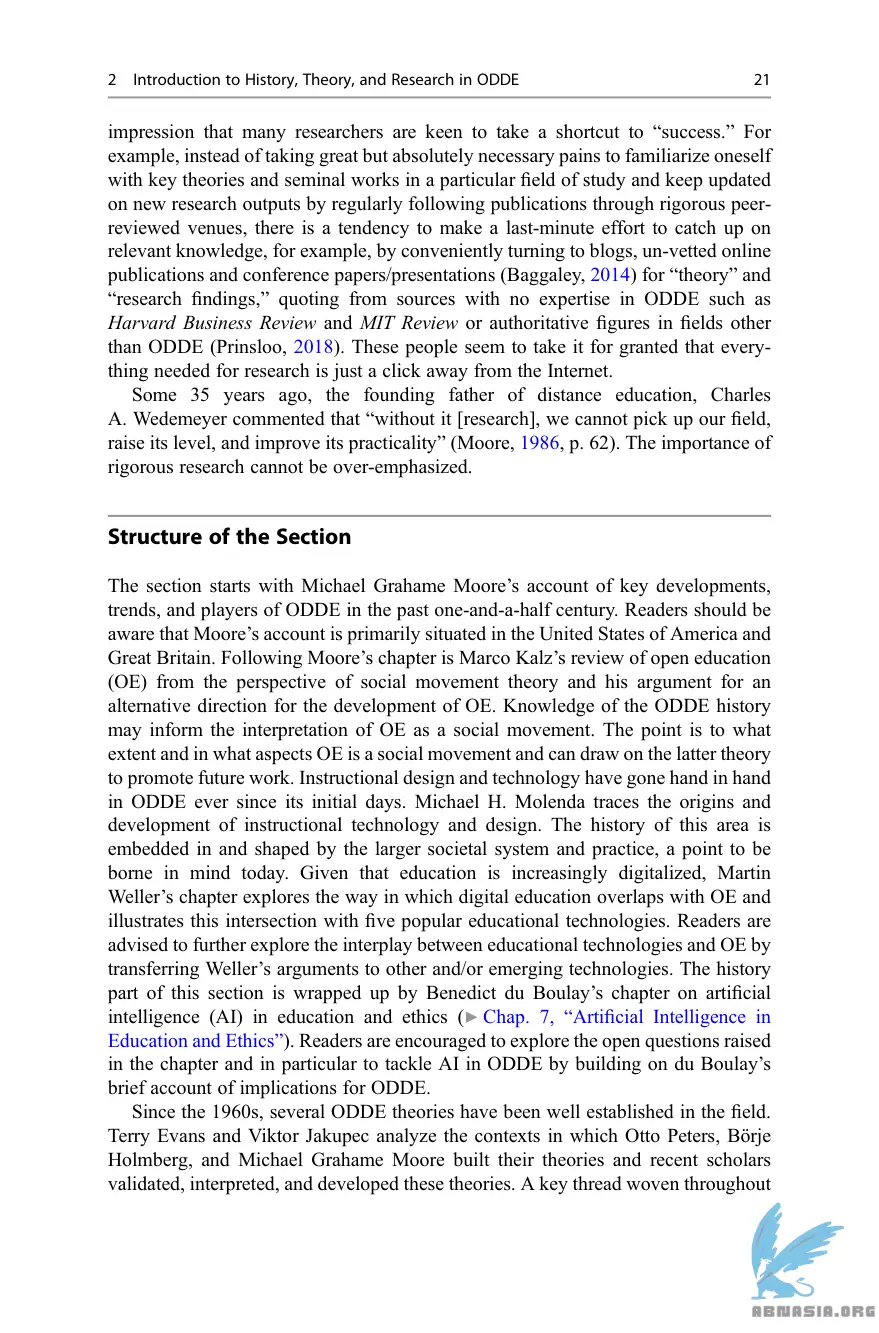 2 Introduction to History, Theory, and Research in ODDE 21
impression that many researchers are keen to take a shortcut to “success.” For
example, instead of taking great but absolutely necessary pains to familiarize oneself
with key theories and seminal works in a particular field of study and keep updated
on new research outputs by regularly following publications through rigorous peer-
reviewed venues, there is a tendency to make a last-minute effort to catch up on
relevant knowledge, for example, by conveniently turning to blogs, un-vetted online
publications and conference papers/presentations (Baggaley, 2014) for “theory” and
“research findings,” quoting from sources with no expertise in ODDE such as
Harvard Business Review and MIT Review or authoritative figures in fields other
than ODDE (Prinsloo, 2018). These people seem to take it for granted that every-
thing needed for research is just a click away from the Internet.
Some 35 years ago, the founding father of distance education, Charles
A. Wedemeyer commented that “without it [research], we cannot pick up our field,
raise its level, and improve its practicality” (Moore, 1986, p. 62). The importance of
rigorous research cannot be over-emphasized.
Structure of the Section
The section starts with Michael Grahame Moore’s account of key developments,
trends, and players of ODDE in the past one-and-a-half century. Readers should be
aware that Moore’s account is primarily situated in the United States of America and
Great Britain. Following Moore’s chapter is Marco Kalz’s review of open education
(OE) from the perspective of social movement theory and his argument for an
alternative direction for the development of OE. Knowledge of the ODDE history
may inform the interpretation of OE as a social movement. The point is to what
extent and in what aspects OE is a social movement and can draw on the latter theory
to promote future work. Instructional design and technology have gone hand in hand
in ODDE ever since its initial days. Michael H. Molenda traces the origins and
development of instructional technology and design. The history of this area is
embedded in and shaped by the larger societal system and practice, a point to be
borne in mind today. Given that education is increasingly digitalized, Martin
Weller’s chapter explores the way in which digital education overlaps with OE and
illustrates this intersection with five popular educational technologies. Readers are
advised to further explore the interplay between educational technologies and OE by
transferring Weller’s arguments to other and/or emerging technologies. The history
part of this section is wrapped up by Benedict du Boulay’s chapter on artificial
intelligence (AI) in education and ethics (▶ Chap. 7, “Artificial Intelligence in
Education and Ethics”). Readers are encouraged to explore the open questions raised
in the chapter and in particular to tackle AI in ODDE by building on du Boulay’s
brief account of implications for ODDE.
Since the 1960s, several ODDE theories have been well established in the field.
Terry Evans and Viktor Jakupec analyze the contexts in which Otto Peters, Börje
Holmberg, and Michael Grahame Moore built their theories and recent scholars
validated, interpreted, and developed these theories. A key thread woven throughout
ABNASIA.ORG